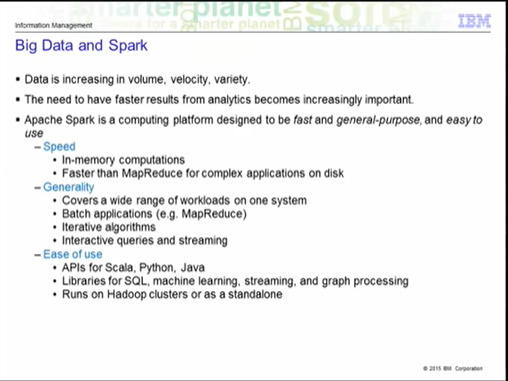 smarter planet
for a smarter planet
IBM
Information Management
Big Data and Spark
▪ Data is increasing in volume, velocity, variety.
▪ The need to have faster results from analytics becomes increasingly important.
▪ Apache Spark is a computing platform designed to be fast and general-purpose, and easy to
use
– Speed
• In-memory computations
• Faster than MapReduce for complex applications on disk
– Generality
• Covers a wide range of workloads on one system
• Batch applications (e.g. MapReduce)
• Iterative algorithms
• Interactive queries and streaming
– Ease of use
• APIs for Scala, Python, Java
• Libraries for SQL, machine learning, streaming, and graph processing
• Runs on Hadoop clusters or as a standalone
© 2015 IBM Corporation